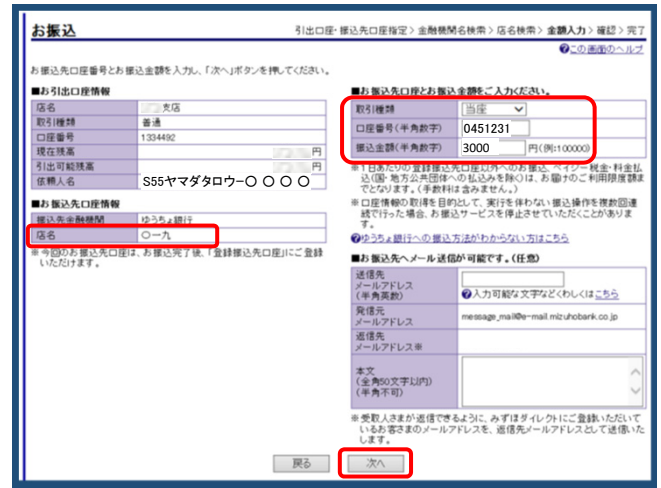 お振込
引出口座・振込先口座指定> 金融機関名検索> 店名検索> 金額入力> 確認> 完了
?この画面のヘルプ
お振込先口座番号とお振込金額を入力し、「次へ」ボタンを押してください。
■お引出口座情報
店名 支店
取引種類 普通
口座番号 1334492
現在残高 円
引出可能残高 円
依頼人名 S55ヤマダタロウー〇〇〇〇
■お振込先口座情報
振込先金融機関 ゆうちょ銀行
店名 〇一九
※今回のお振込先口座は、お振込完了後、「登録振込先口座」にご登録
いただけます。
■お振込先口座とお振込金額をご入力ください。
取引種類 当座
口座番号(半角数字) 0451231
振込金額(半角数字) 3000 円(例:100000)
※1日あたりの登録振込先口座以外へのお振込、ペイジー税金・料金払
込(国・地方公共団体への払込みを除く)は、お届けのご利用限度額ま
でとなります。(手数料は含みません。)
※口座情報の取得を目的として、実行を伴わない振込操作を複数回連
続で行った場合、お振込サービスを停止させていただくことがありま
す。
?ゆうちょ銀行への振込方法がわからない方はこちら
■お振込先へメール送信が可能です。(任意)
送信先
メールアドレス
(半角英数)
?入力可能な文字などくわしくはこちら
発信元
メールアドレス
message_mail@e-mail.mizuhobank.co.jp
返信先
メールアドレス※
本文
(全角50文字以内)
(半角不可)
※受取人さまが返信できるように、みずほダイレクトにご登録いただいて
いるお客さまのメールアドレスを、返信先メールアドレスとして送信いた
します。
戻る 次へ